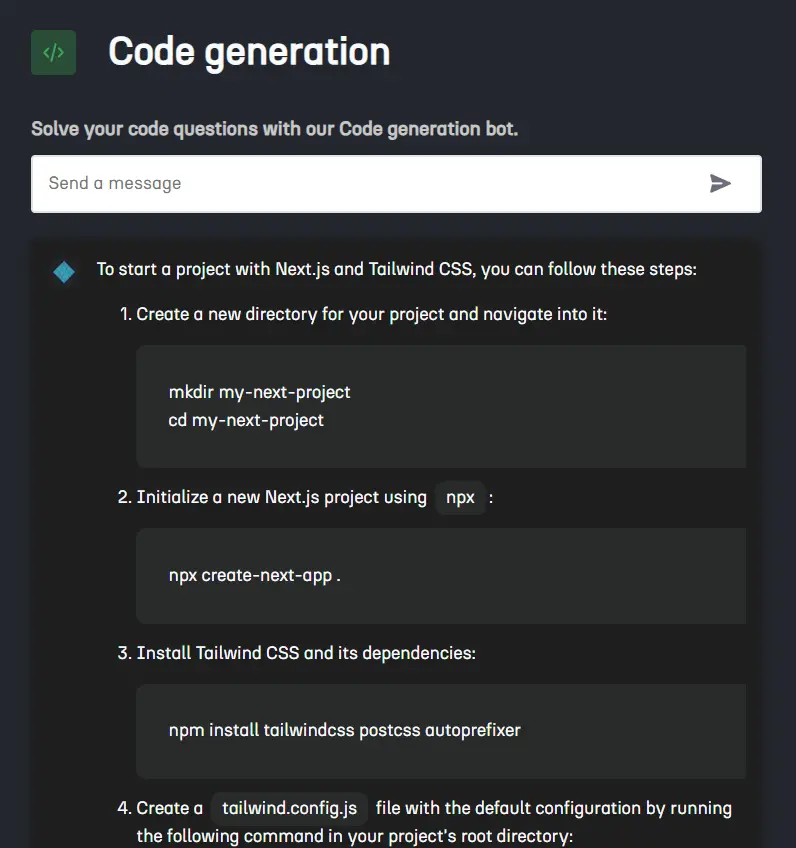 </>
Code generation
Solve your code questions with our Code generation bot.
Send a message
To start a project with Next.js and Tailwind CSS, you can follow these steps:
1. Create a new directory for your project and navigate into it:
mkdir my-next-project
cd my-next-project
2. Initialize a new Next.js project using npx :
npx create-next-app .
3. Install Tailwind CSS and its dependencies:
npm install tailwindcss postcss autoprefixer
4. Create a tailwind.config.js file with the default configuration by running
the following command in your project's root directory: